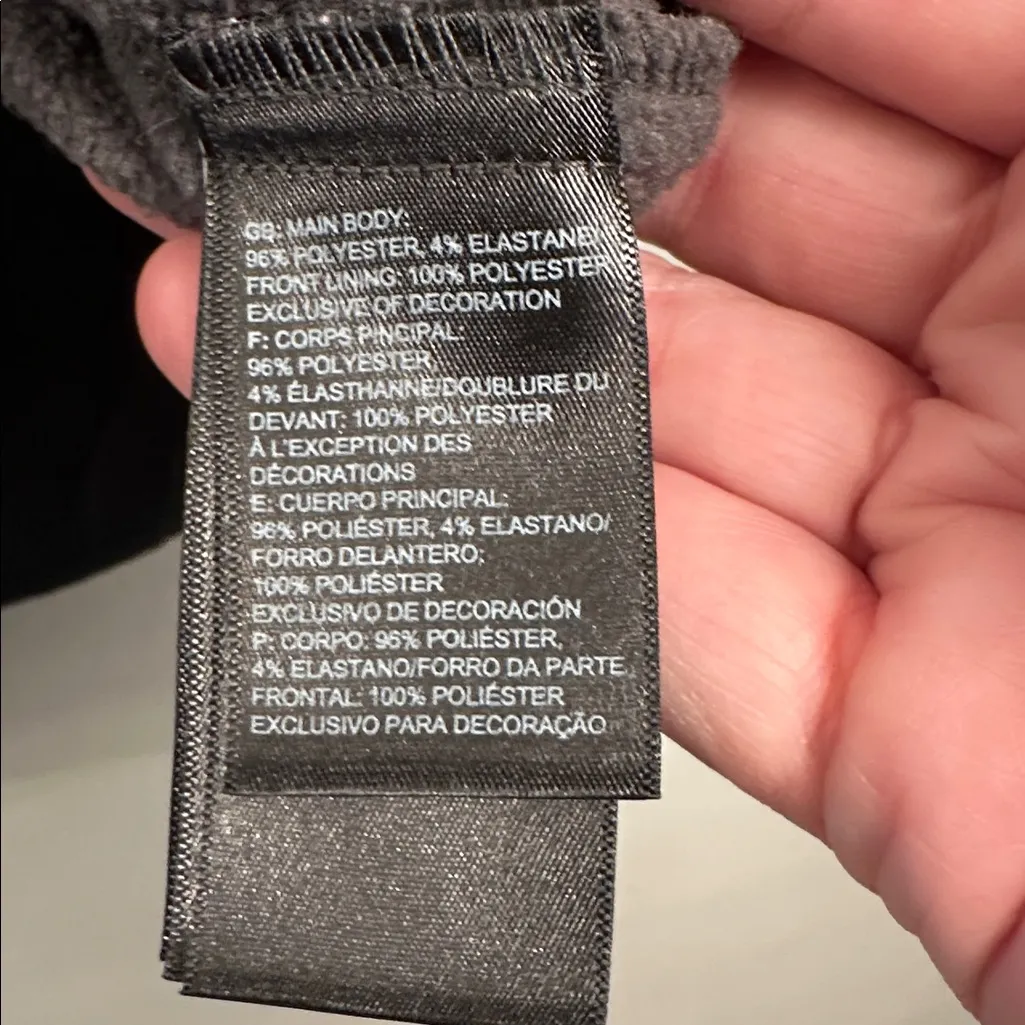 GB: MAIN BODY:
96% POLYESTER, 4% ELASTANE/
FRONT LINING: 100% POLYESTER
EXCLUSIVE OF DECORATION
F: CORPS PINCIPAL:
96% POLYESTER,
4% ÉLASTHANNE/DOUBLURE DU
DEVANT: 100% POLYESTER
À L'EXCEPTION DES
DÉCORATIONS
E: CUERPO PRINCIPAL:
96% POLIÉSTER, 4% ELASTANO/
FORRO DELANTERO:
100% POLIÉSTER
EXCLUSIVO DE DECORACIÓN
P: CORPO: 96% POLIÉSTER,
4% ELASTANO/FORRO DA PARTE
FRONTAL: 100% POLIÉSTER
EXCLUSIVO PARA DECORAÇÃO